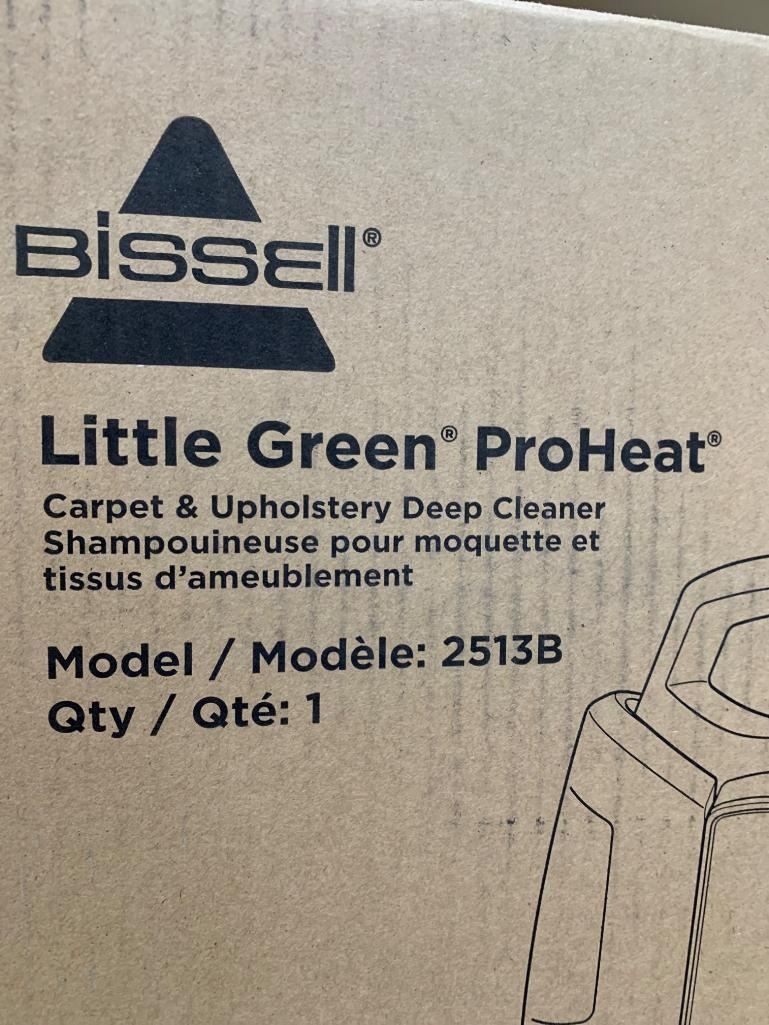 Bissell®
Little Green® ProHeat®
Carpet & Upholstery Deep Cleaner
Shampouineuse pour moquette et
tissus d'ameublement
Model / Modèle: 2513B
Qty / Qté: 1